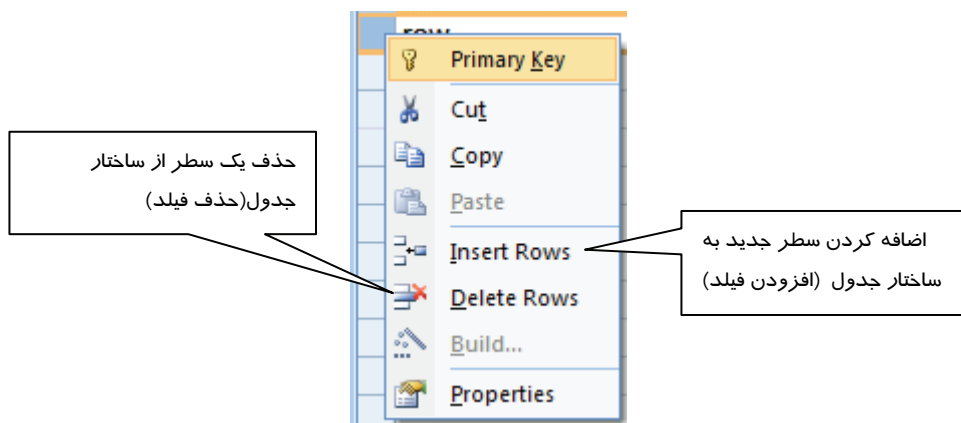 row
Primary Key
Cut
Copy
Paste
Insert Rows
Delete Rows
Build...
Properties
حذف یک سطر از ساختار
جدول(حذف فیلد)
اضافه کردن سطر جدید به
ساختار جدول (افزودن فیلد)